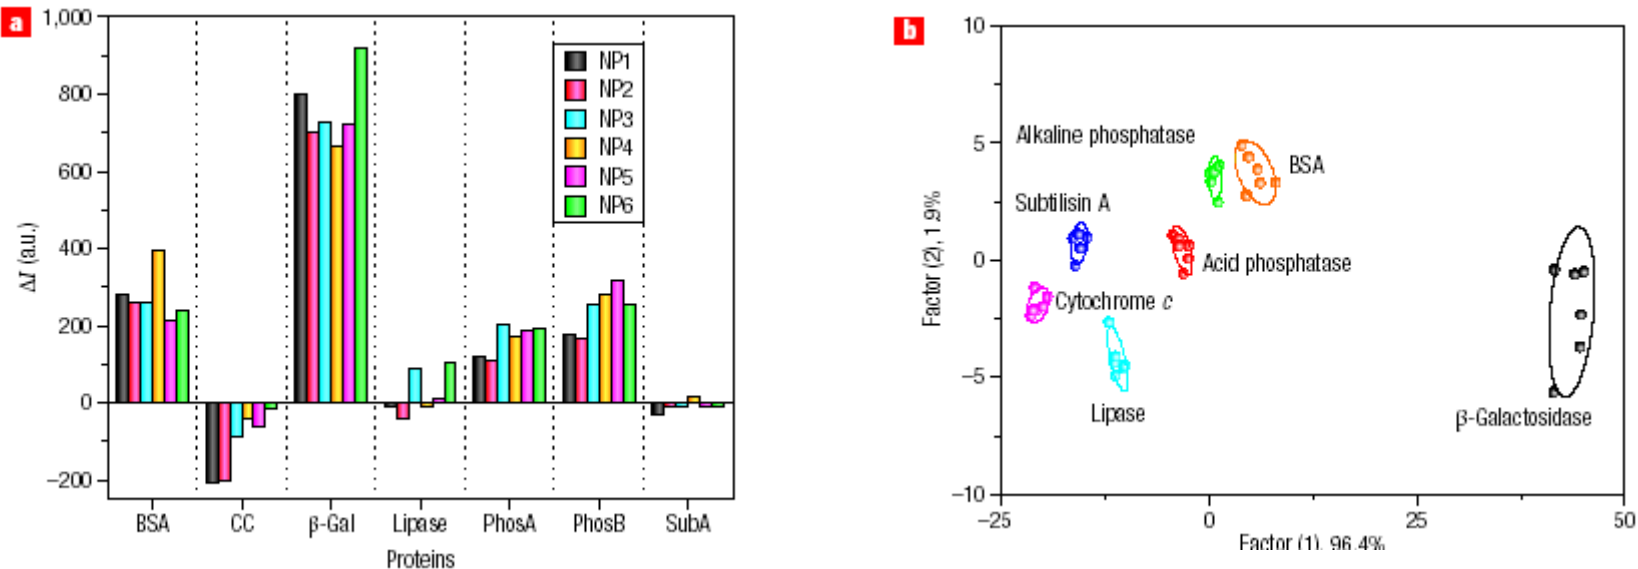 a
1,000
800
600
400
200
0
−200
ΔI (a.u.)
NP1
NP2
NP3
NP4
NP5
NP6
BSA CC β-Gal Lipase PhosA PhosB SubA
Proteins
b
10
5
0
−5
−10
Factor (2), 1.9%
Alkaline phosphatase
BSA
Subtilisin A
Acid phosphatase
Cytochrome c
Lipase
β-Galactosidase
−25 0 25 50
Factor (1), 96.4%